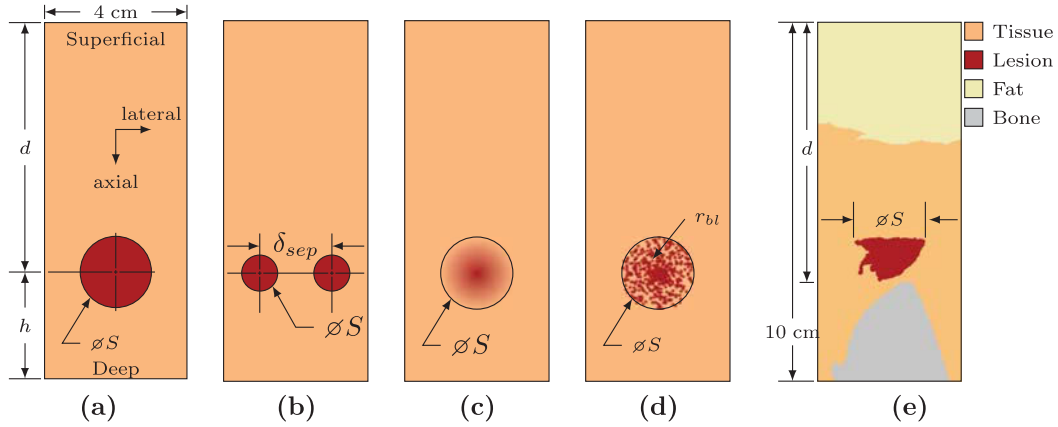 4 cm
Superficial
lateral
axial
d
h
⌀S
Deep
(a)
δsep
⌀S
(b)
⌀S
(c)
rbl
⌀S
(d)
d
⌀S
10 cm
(e)
Tissue
Lesion
Fat
Bone